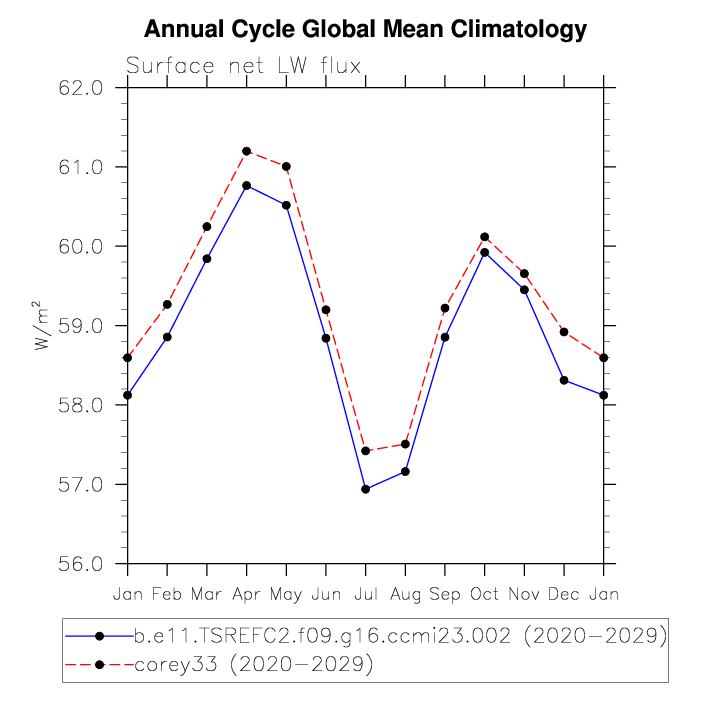 Annual Cycle Global Mean Climatology
Surface net LW flux
62.0
61.0
60.0
59.0
58.0
57.0
56.0
W/m²
Jan Feb Mar Apr May Jun Jul Aug Sep Oct Nov Dec Jan
b.e11.TSREFC2.f09.g16.ccmi23.002 (2020-2029)
corey33 (2020-2029)